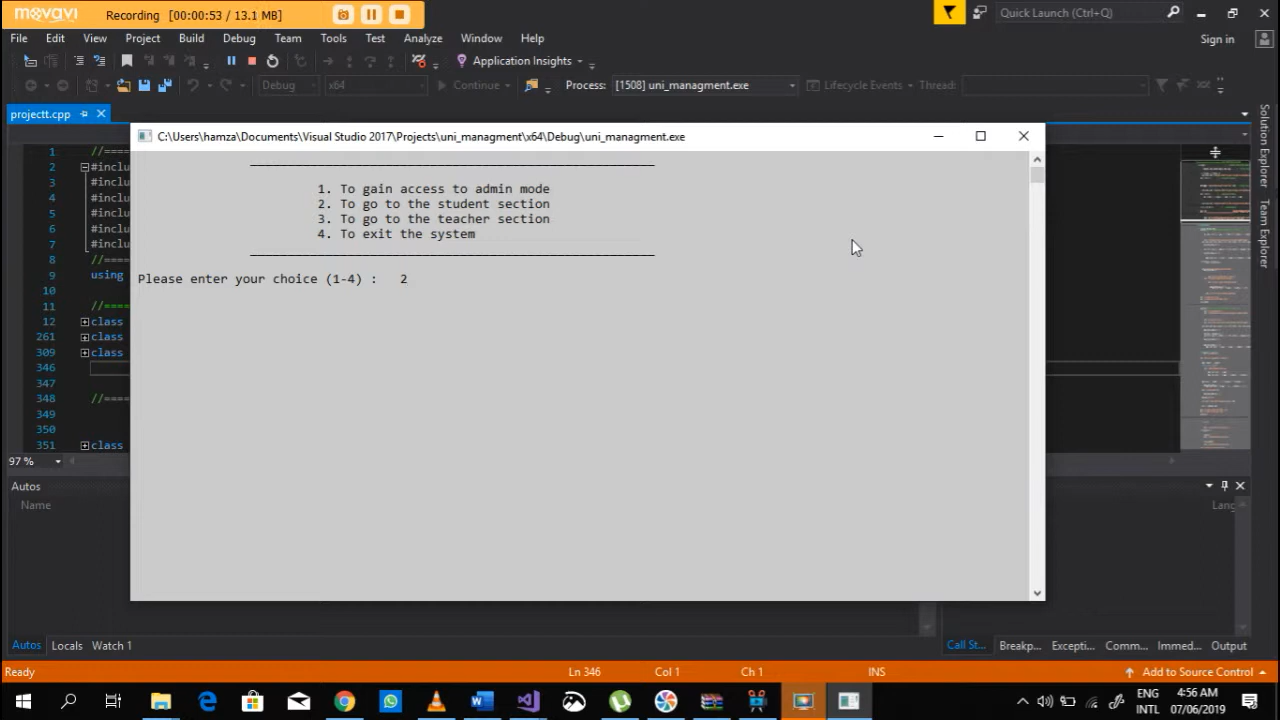 movavi Recording [00:00:53 / 13.1 MB] Quick Launch (Ctrl+Q)
File Edit View Project Build Debug Team Tools Test Analyze Window Help Sign in
Application Insights
Debug x64 Continue Process: [1508] uni_managment.exe Lifecycle Events Thread:
projectt.cpp
C:\Users\hamza\Documents\Visual Studio 2017\Projects\uni_managment\x64\Debug\uni_managment.exe
1. To gain access to admin mode
2. To go to the student section
3. To go to the teacher section
4. To exit the system
Please enter your choice (1-4) : 2
1 //====
2 #inclu
3 #inclu
4 #inclu
5 #inclu
6 #inclu
7 #inclu
8 //====
9 using
10
11 //====
12 class
261 class
309 class
346
347
348 //====
349
350
351 class
Solution Explorer
Team Explorer
97 %
Autos
Name
Lang
Autos Locals Watch 1 Call St... Breakp... Excepti... Comm... Immed... Output
Ready Ln 346 Col 1 Ch 1 INS Add to Source Control
ENG 4:56 AM
INTL 07/06/2019